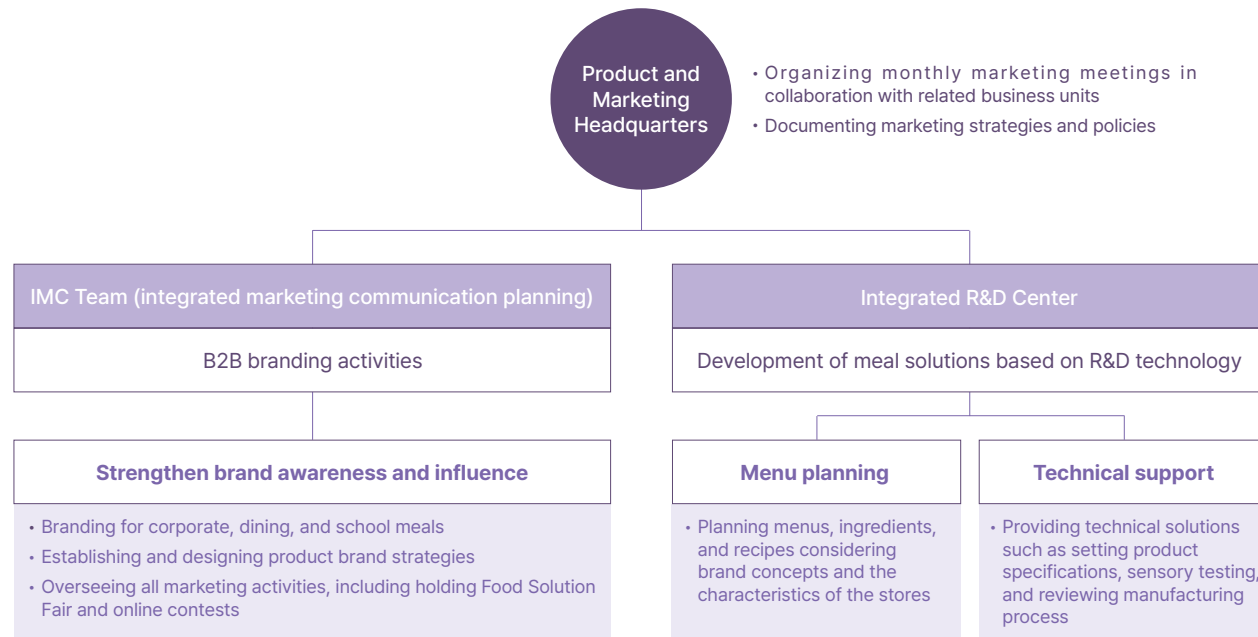 Product and
Marketing
Headquarters
• Organizing monthly marketing meetings in
collaboration with related business units
• Documenting marketing strategies and policies
IMC Team (integrated marketing communication planning)
B2B branding activities
Strengthen brand awareness and influence
• Branding for corporate, dining, and school meals
• Establishing and designing product brand strategies
• Overseeing all marketing activities, including holding Food Solution
Fair and online contests
Integrated R&D Center
Development of meal solutions based on R&D technology
Menu planning
• Planning menus, ingredients,
and recipes considering
brand concepts and the
characteristics of the stores
Technical support
• Providing technical solutions
such as setting product
specifications, sensory testing,
and reviewing manufacturing
process